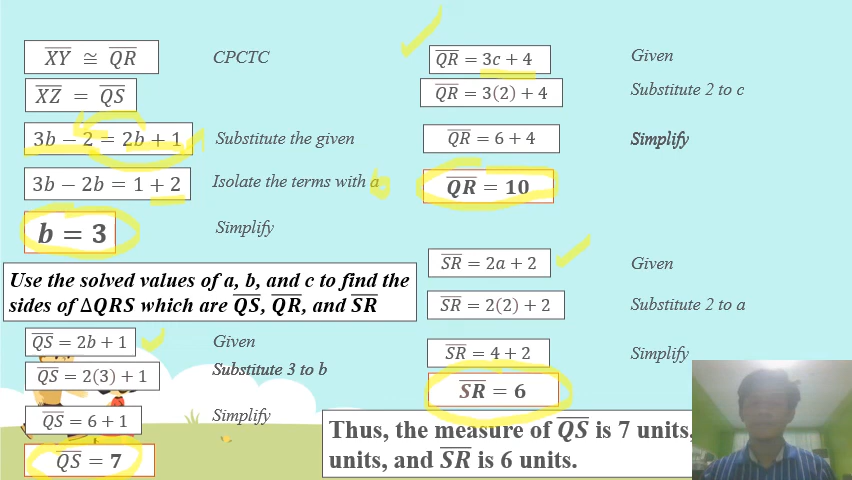 XY ≅ QR CPCTC
XZ = QS
3b − 2 = 2b + 1 Substitute the given
3b − 2b = 1 + 2 Isolate the terms with a b
b = 3 Simplify
Use the solved values of a, b, and c to find the
sides of ΔQRS which are QS, QR, and SR
QS = 2b + 1 Given
QS = 2(3) + 1 Substitute 3 to b
QS = 6 + 1 Simplify
QS = 7
QR = 3c + 4 Given
QR = 3(2) + 4 Substitute 2 to c
QR = 6 + 4 Simplify
QR = 10
SR = 2a + 2 Given
SR = 2(2) + 2 Substitute 2 to a
SR = 4 + 2 Simplify
SR = 6
Thus, the measure of QS is 7 units,
units, and SR is 6 units.